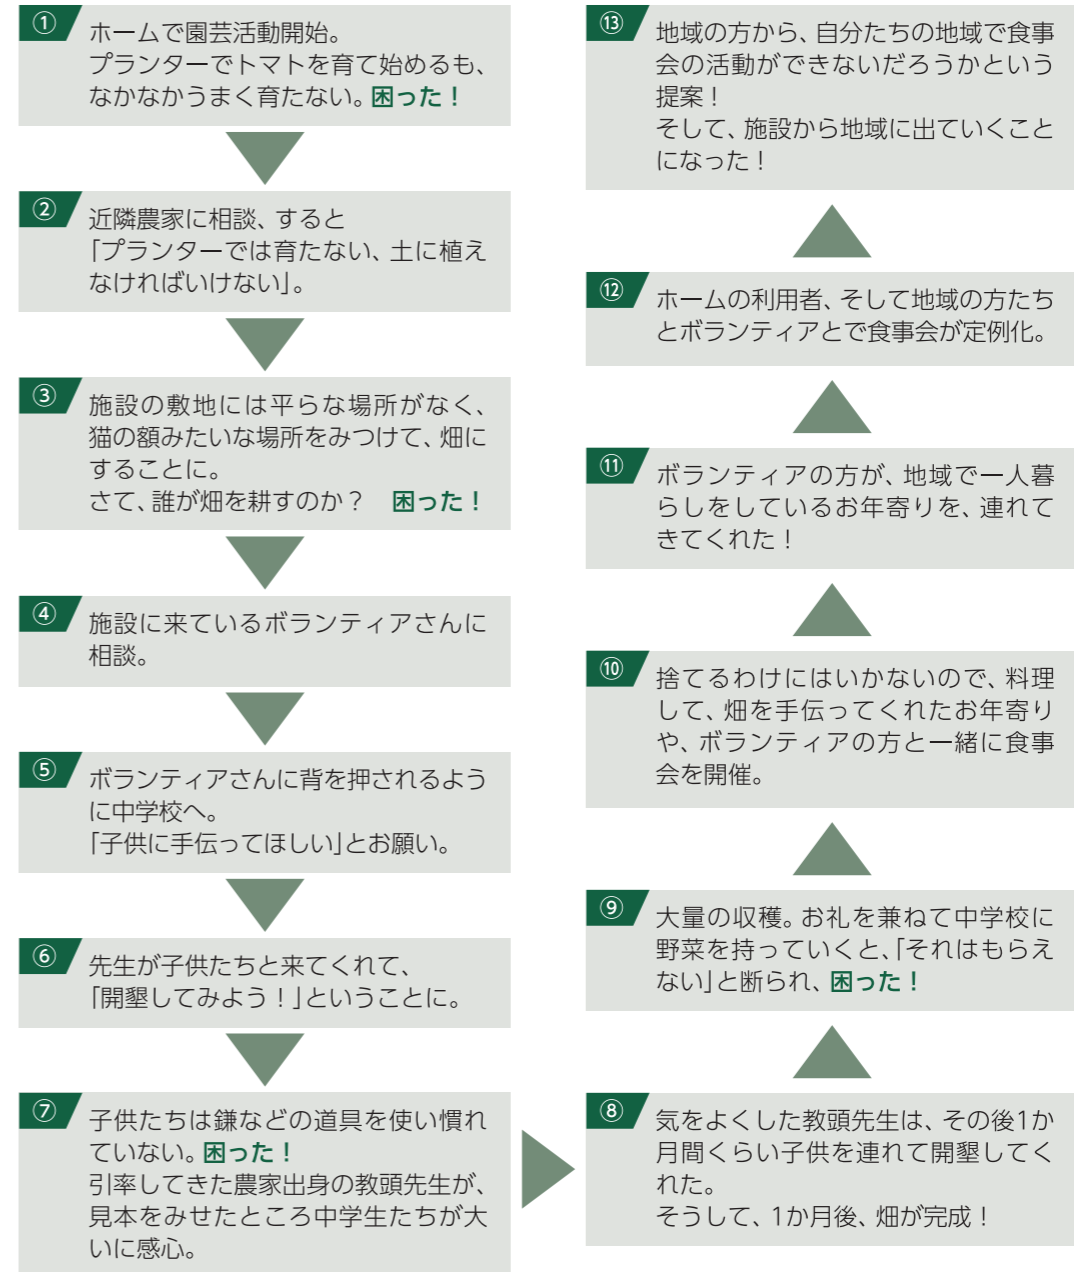 ①
ホームで園芸活動開始。
プランターでトマトを育て始めるも、
なかなかうまく育たない。困った！
②
近隣農家に相談、すると
「プランターでは育たない、土に植え
なければいけない」。
③
施設の敷地には平らな場所がなく、
猫の額みたいな場所をみつけて、畑に
することに。
さて、誰が畑を耕すのか？　困った！
④
施設に来ているボランティアさんに
相談。
⑤
ボランティアさんに背を押されるよう
に中学校へ。
「子供に手伝ってほしい」とお願い。
⑥
先生が子供たちと来てくれて、
「開墾してみよう！」ということに。
⑦
子供たちは鎌などの道具を使い慣れ
ていない。困った！
引率してきた農家出身の教頭先生が、
見本をみせたところ中学生たちが大
いに感心。
⑧
気をよくした教頭先生は、その後1か
月間くらい子供を連れて開墾してく
れた。
そうして、1か月後、畑が完成！
⑨
大量の収穫。お礼を兼ねて中学校に
野菜を持っていくと、「それはもらえ
ない」と断られ、困った！
⑩
捨てるわけにはいかないので、料理
して、畑を手伝ってくれたお年寄り
や、ボランティアの方と一緒に食事
会を開催。
⑪
ボランティアの方が、地域で一人暮
らしをしているお年寄りを、連れて
きてくれた！
⑫
ホームの利用者、そして地域の方たち
とボランティアとで食事会が定例化。
⑬
地域の方から、自分たちの地域で食事
会の活動ができないだろうかという
提案！
そして、施設から地域に出ていくこと
になった！